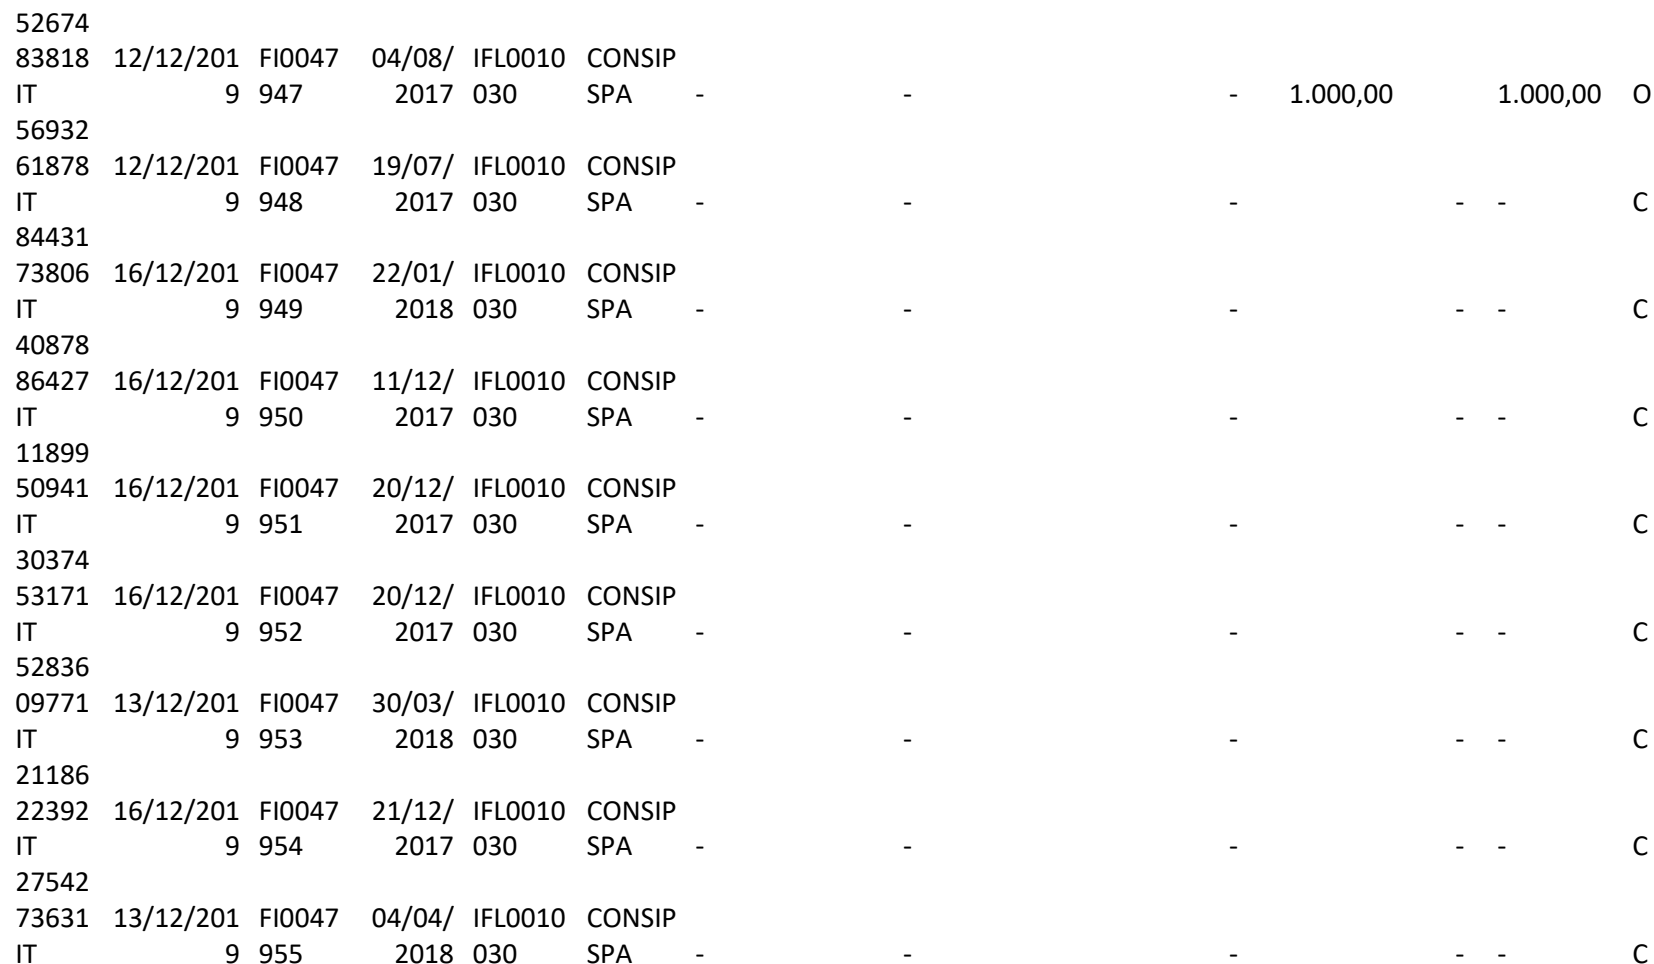 52674
83818 12/12/201 FI0047 04/08/ IFL0010 CONSIP
IT 9 947 2017 030 SPA - - - 1.000,00 1.000,00 O
56932
61878 12/12/201 FI0047 19/07/ IFL0010 CONSIP
IT 9 948 2017 030 SPA - - - - - C
84431
73806 16/12/201 FI0047 22/01/ IFL0010 CONSIP
IT 9 949 2018 030 SPA - - - - - C
40878
86427 16/12/201 FI0047 11/12/ IFL0010 CONSIP
IT 9 950 2017 030 SPA - - - - - C
11899
50941 16/12/201 FI0047 20/12/ IFL0010 CONSIP
IT 9 951 2017 030 SPA - - - - - C
30374
53171 16/12/201 FI0047 20/12/ IFL0010 CONSIP
IT 9 952 2017 030 SPA - - - - - C
52836
09771 13/12/201 FI0047 30/03/ IFL0010 CONSIP
IT 9 953 2018 030 SPA - - - - - C
21186
22392 16/12/201 FI0047 21/12/ IFL0010 CONSIP
IT 9 954 2017 030 SPA - - - - - C
27542
73631 13/12/201 FI0047 04/04/ IFL0010 CONSIP
IT 9 955 2018 030 SPA - - - - - C